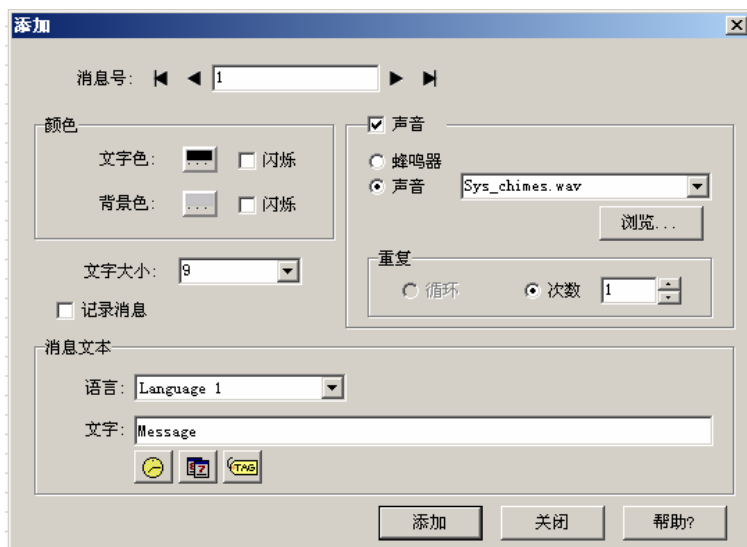 添加
消息号: 1
颜色
文字色: ... 闪烁
背景色: ... 闪烁
文字大小: 9
记录消息
声音
蜂鸣器
声音 Sys_chimes.wav
浏览...
重复
循环 次数 1
消息文本
语言: Language 1
文字: Message
TAG
添加 关闭 帮助?